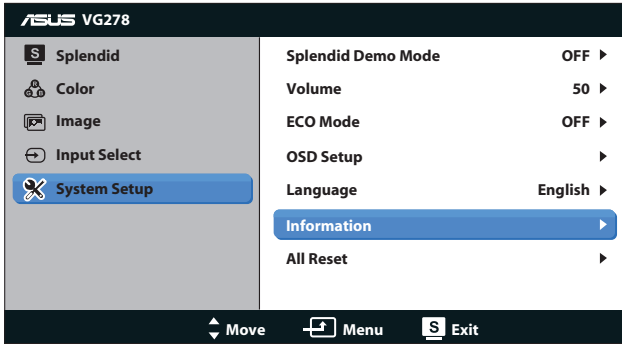 ASUS VG278
S Splendid
Color
Image
Input Select
System Setup
Splendid Demo Mode OFF
Volume 50
ECO Mode OFF
OSD Setup
Language English
Information
All Reset
Move Menu S Exit